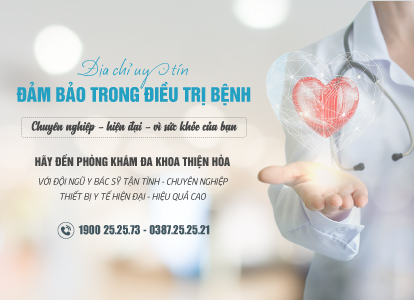 Địa chỉ uy tín
ĐẢM BẢO TRONG ĐIỀU TRỊ BỆNH
Chuyên nghiệp - hiện đại - vì sức khỏe của bạn
HÃY ĐẾN PHÒNG KHÁM ĐA KHOA THIỆN HÒA
VỚI ĐỘI NGŨ Y BÁC SỸ TẬN TÌNH - CHUYÊN NGHIỆP
THIẾT BỊ Y TẾ HIỆN ĐẠI - HIỆU QUẢ CAO
1900 25.25.73 - 0387.25.25.21